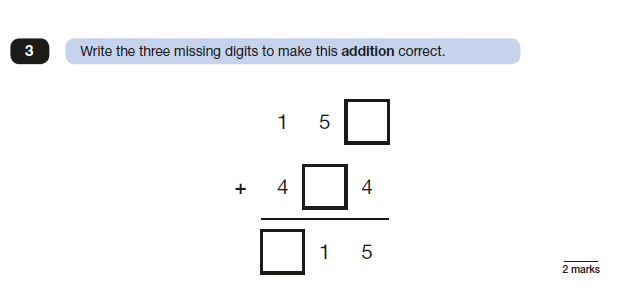 3 Write the three missing digits to make this addition correct.
1 5
+ 4 4
1 5
2 marks